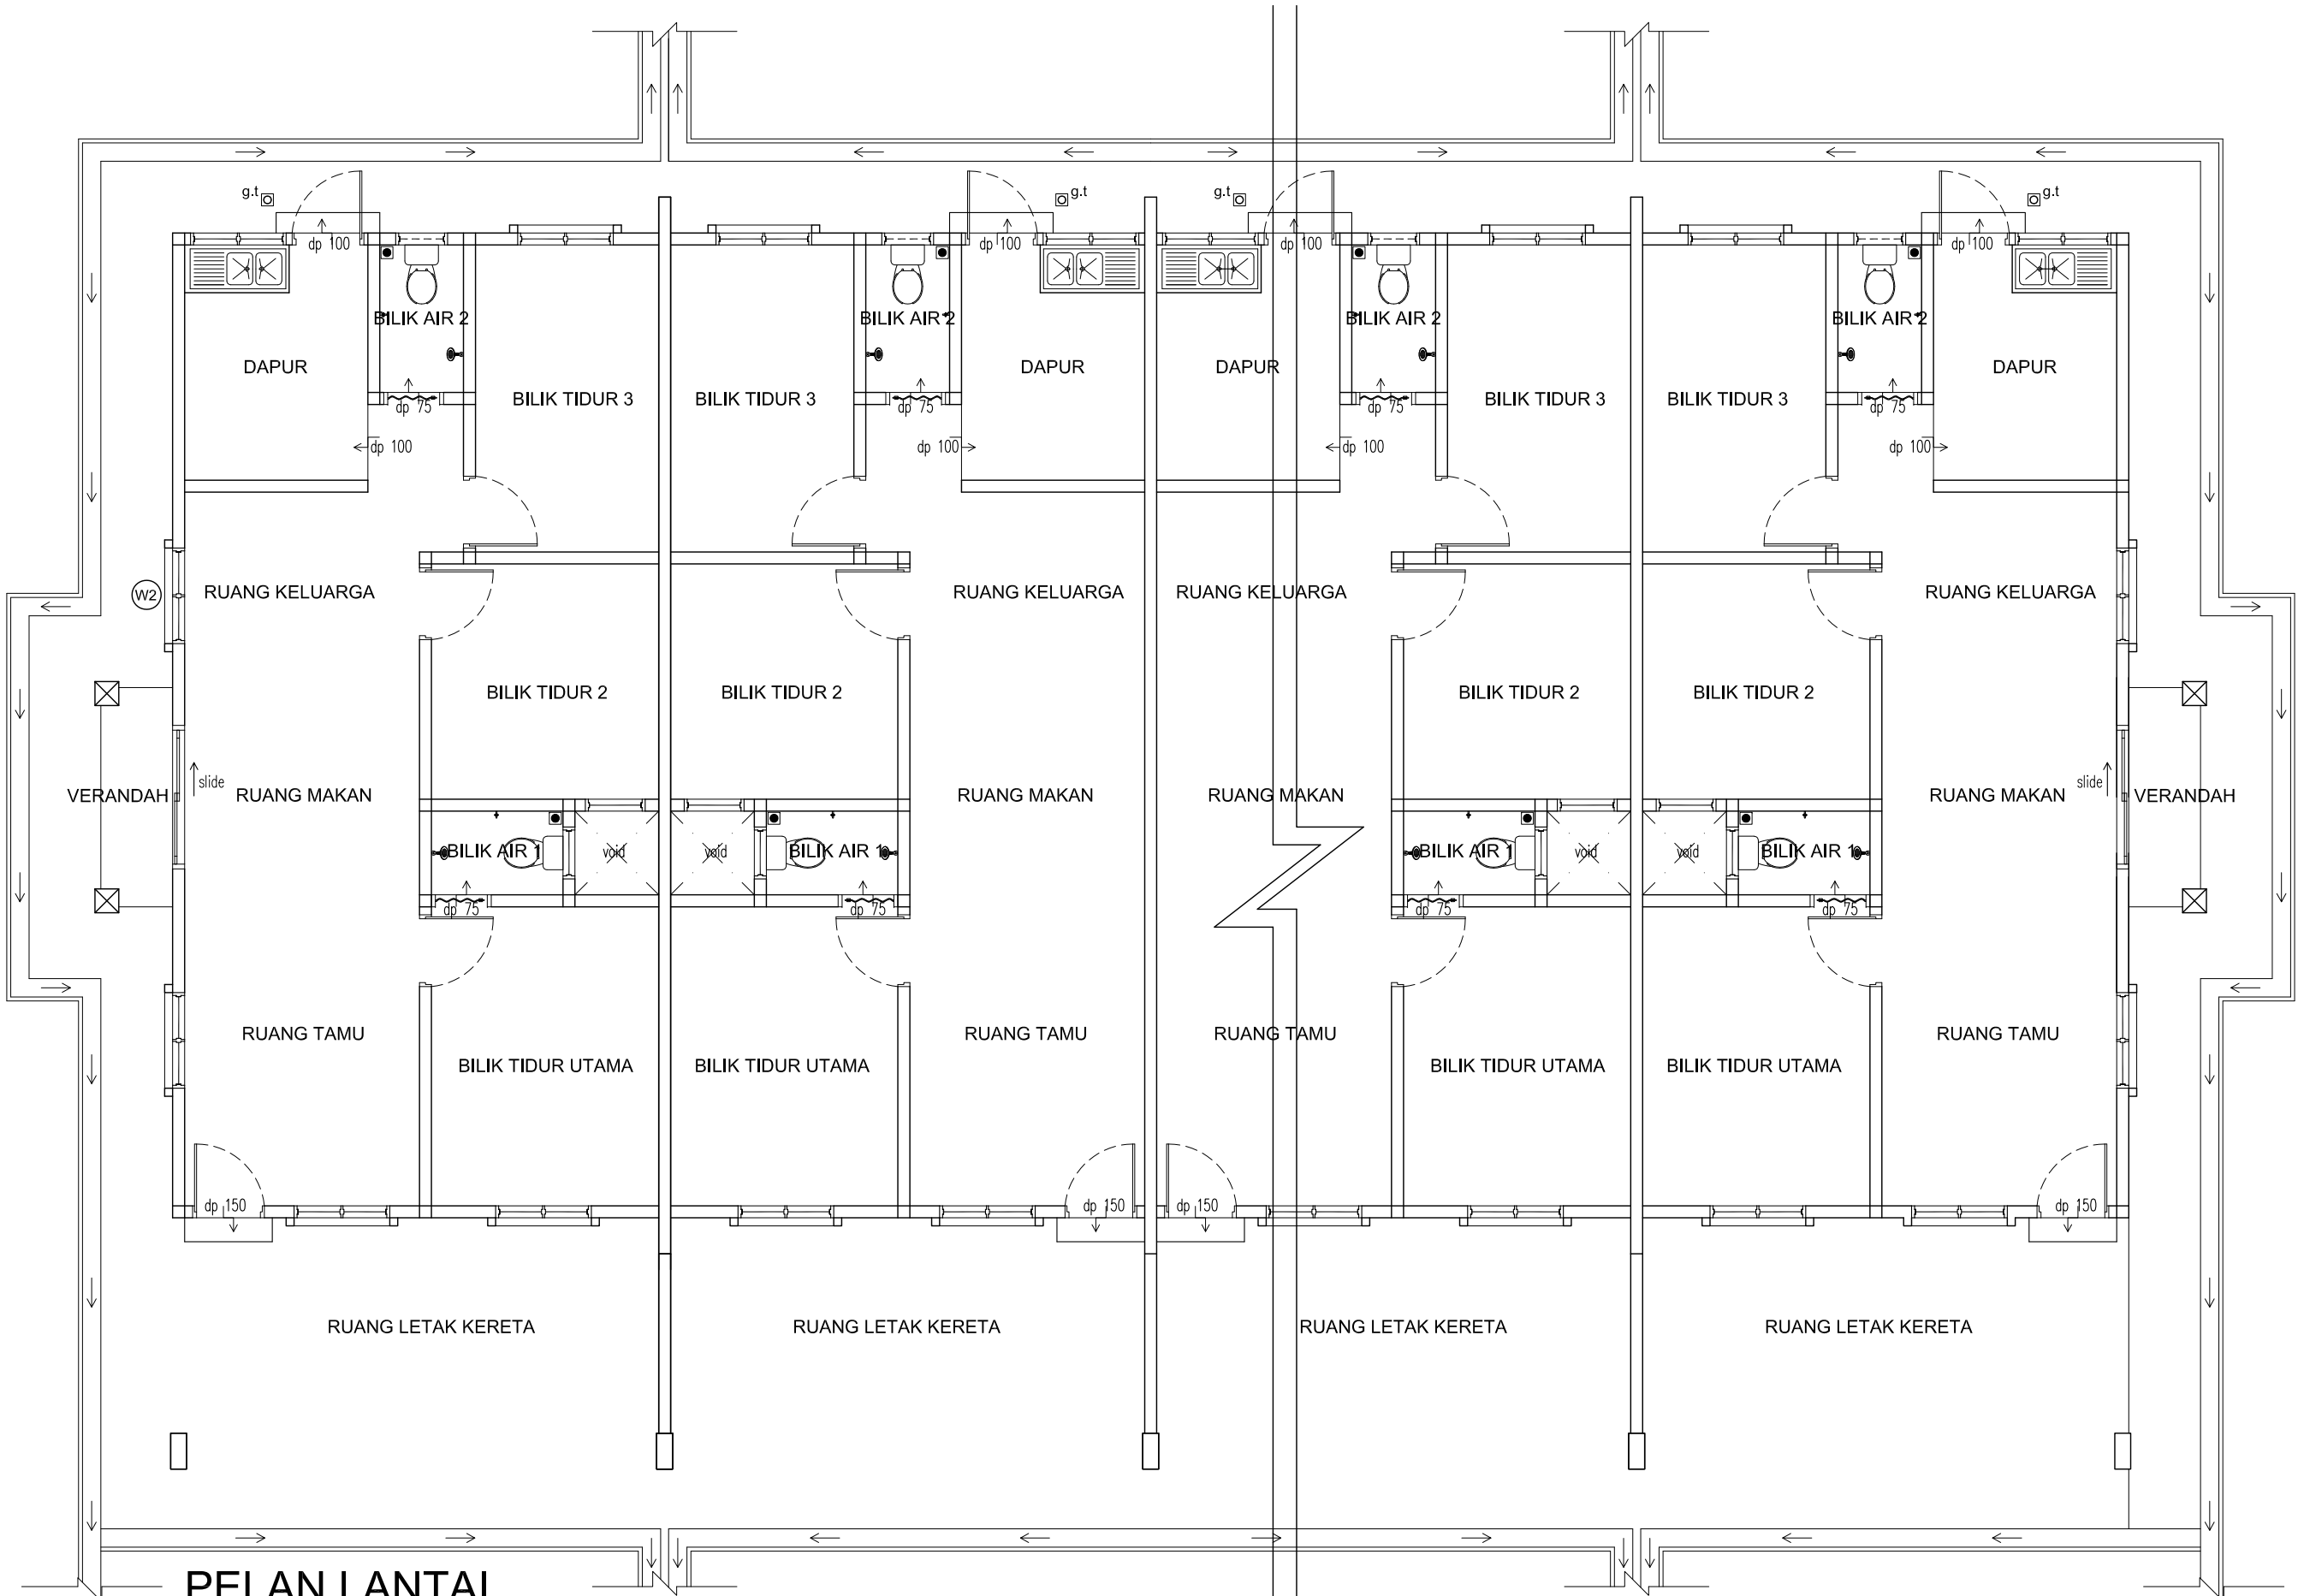 g.t g.t g.t g.t
dp 100 dp 100 dp 100 dp 100
BILIK AIR 2 BILIK AIR 2 BILIK AIR 2 BILIK AIR 2
DAPUR DAPUR DAPUR DAPUR
BILIK TIDUR 3 BILIK TIDUR 3 BILIK TIDUR 3 BILIK TIDUR 3
dp 75 dp 75 dp 75 dp 75
dp 100 dp 100 dp 100 dp 100
W2 RUANG KELUARGA RUANG KELUARGA RUANG KELUARGA RUANG KELUARGA
BILIK TIDUR 2 BILIK TIDUR 2 BILIK TIDUR 2 BILIK TIDUR 2
slide slide
VERANDAH RUANG MAKAN RUANG MAKAN RUANG MAKAN RUANG MAKAN VERANDAH
BILIK AIR 1 void void BILIK AIR 1 BILIK AIR 1 void void BILIK AIR 1
dp 75 dp 75 dp 75 dp 75
RUANG TAMU RUANG TAMU RUANG TAMU RUANG TAMU
BILIK TIDUR UTAMA BILIK TIDUR UTAMA BILIK TIDUR UTAMA BILIK TIDUR UTAMA
dp 150 dp 150 dp 150 dp 150
RUANG LETAK KERETA RUANG LETAK KERETA RUANG LETAK KERETA RUANG LETAK KERETA
PELAN LANTAI